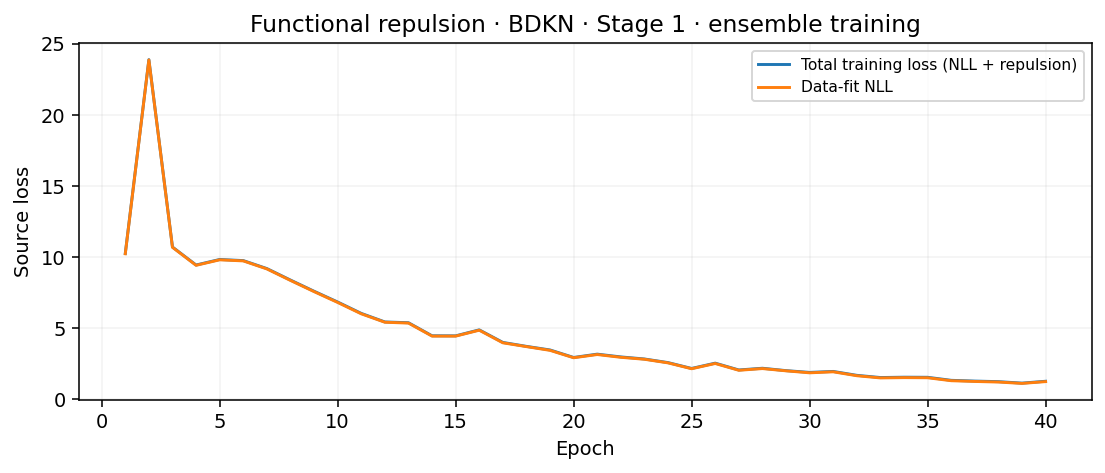 Functional repulsion · BDKN · Stage 1 · ensemble training
Total training loss (NLL + repulsion)
Data-fit NLL
Source loss
25
20
15
10
5
0
0 5 10 15 20 25 30 35 40
Epoch